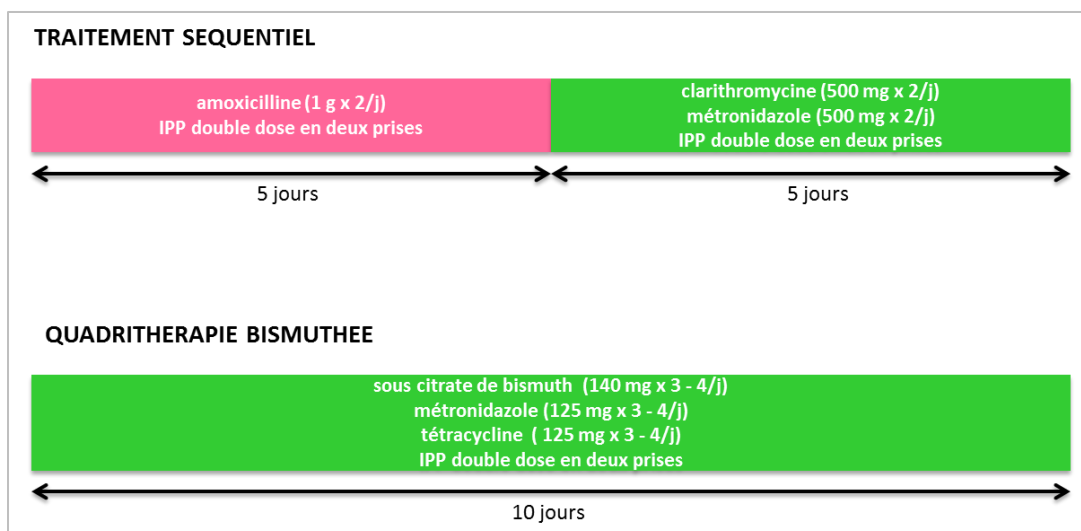 TRAITEMENT SEQUENTIEL
amoxicilline (1 g x 2/j)
IPP double dose en deux prises
clarithromycine (500 mg x 2/j)
métronidazole (500 mg x 2/j)
IPP double dose en deux prises
5 jours
5 jours
QUADRITHERAPIE BISMUTHEE
sous citrate de bismuth (140 mg x 3 - 4/j)
métronidazole (125 mg x 3 - 4/j)
tétracycline ( 125 mg x 3 - 4/j)
IPP double dose en deux prises
10 jours